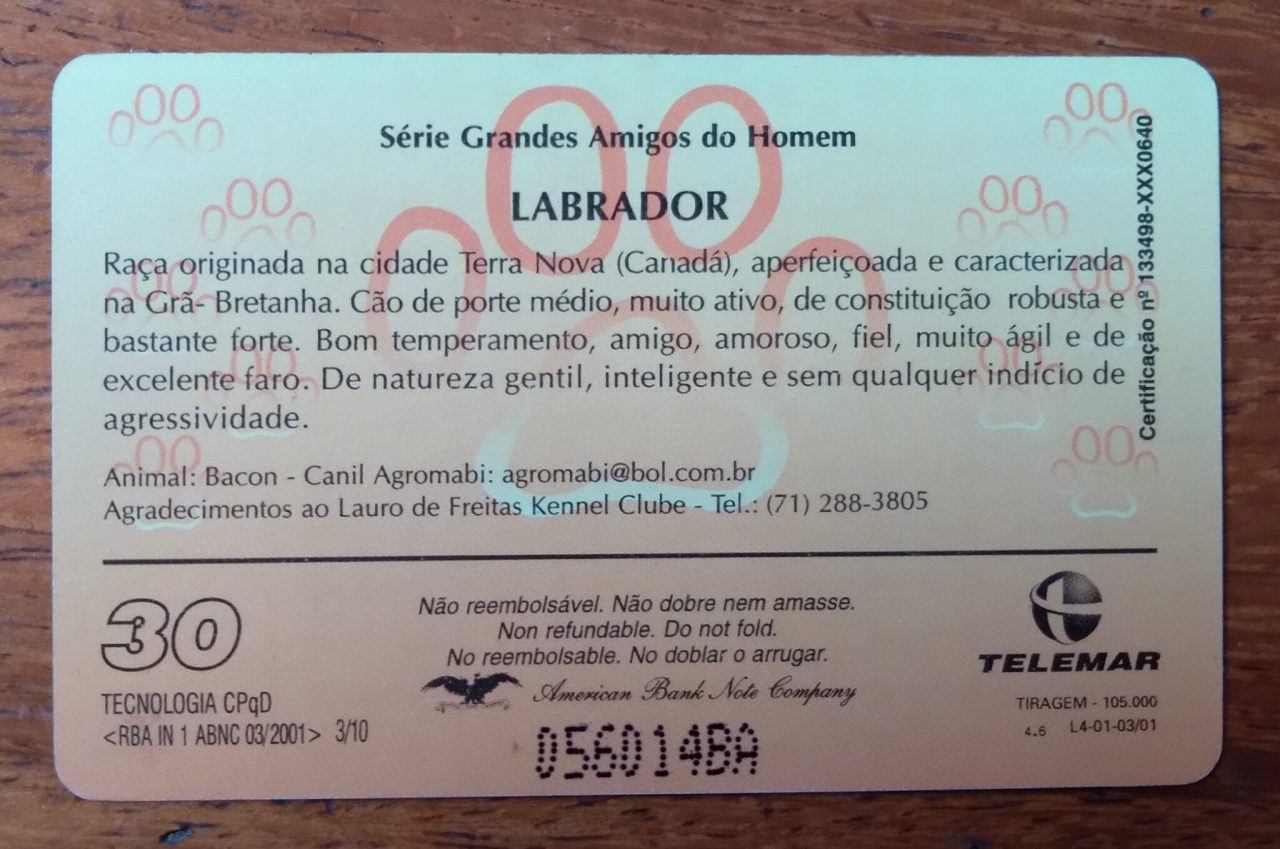 Série Grandes Amigos do Homem
LABRADOR
Raça originada na cidade Terra Nova (Canadá), aperfeiçoada e caracterizada
na Grã- Bretanha. Cão de porte médio, muito ativo, de constituição robusta e
bastante forte. Bom temperamento, amigo, amoroso, fiel, muito ágil e de
excelente faro. De natureza gentil, inteligente e sem qualquer indício de
agressividade.
Animal: Bacon - Canil Agromabi: agromabi@bol.com.br
Agradecimentos ao Lauro de Freitas Kennel Clube - Tel.: (71) 288-3805
Certificação nº 133498-XXX0640
30
TECNOLOGIA CPqD
<RBA IN 1 ABNC 03/2001> 3/10
Não reembolsável. Não dobre nem amasse.
Non refundable. Do not fold.
No reembolsable. No doblar o arrugar.
American Bank Note Company
056014BA
TELEMAR
TIRAGEM - 105.000
4.6 L4-01-03/01